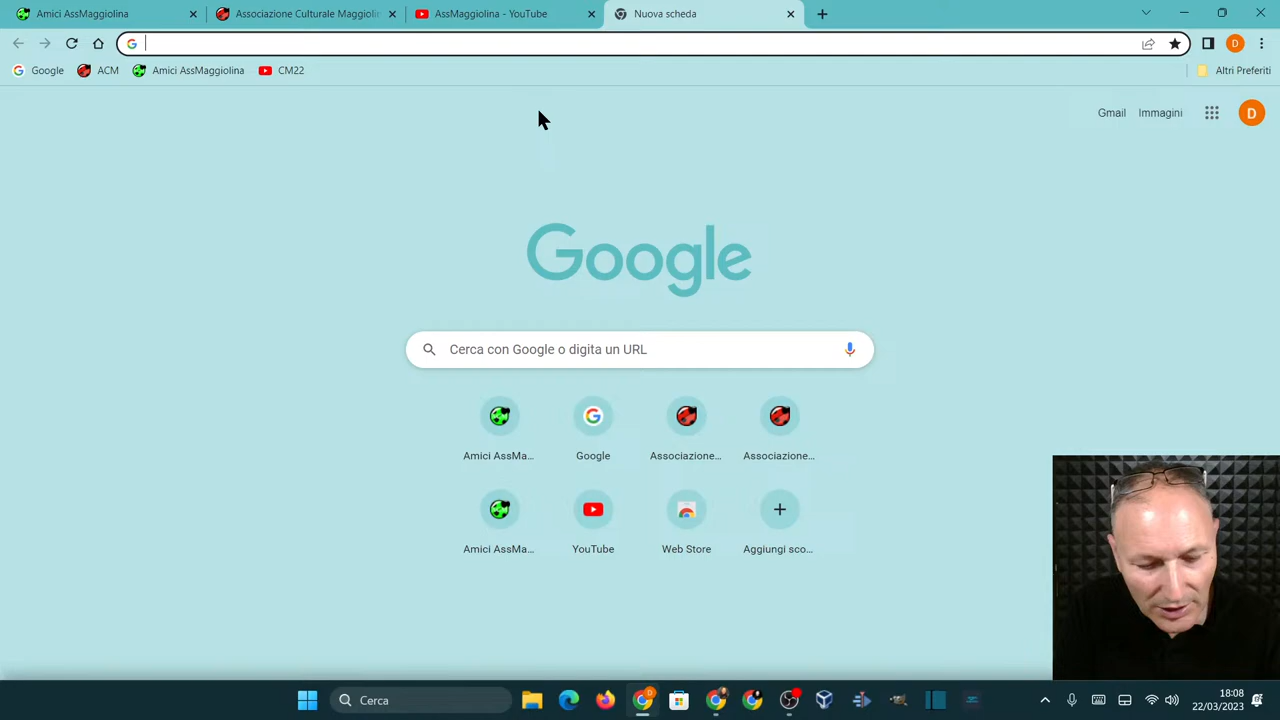 Amici AssMaggiolina
Associazione Culturale Maggiolin
AssMaggiolina - YouTube
Nuova scheda
D
Google
ACM
Amici AssMaggiolina
CM22
Altri Preferiti
Gmail
Immagini
D
Google
Cerca con Google o digita un URL
Amici AssMa...
Google
Associazione...
Associazione...
Amici AssMa...
YouTube
Web Store
Aggiungi sco...
Cerca
18:08
22/03/2023